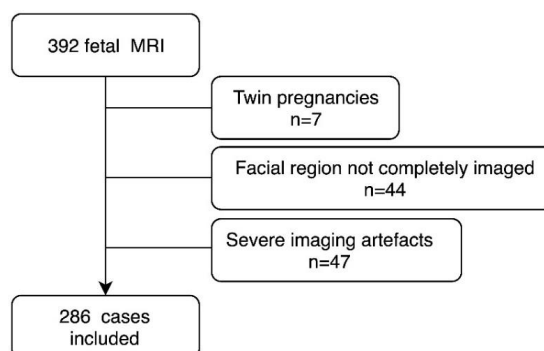 392 fetal MRI
Twin pregnancies
n=7
Facial region not completely imaged
n=44
Severe imaging artefacts
n=47
286 cases
included